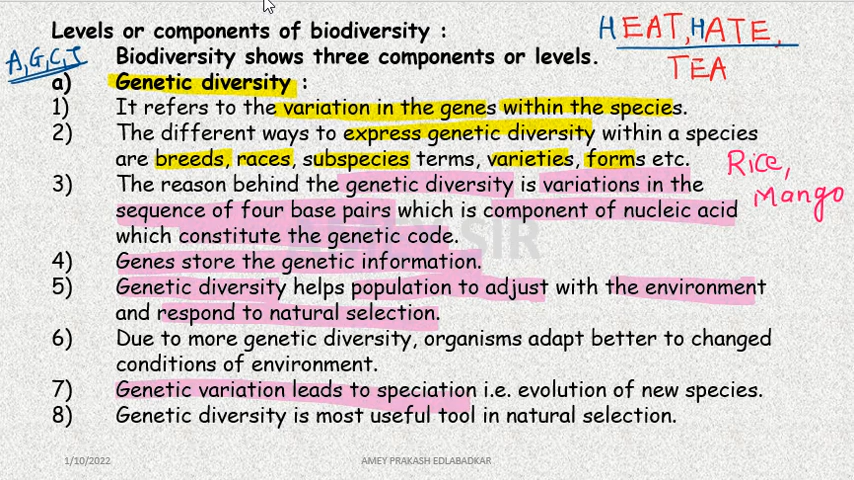 Levels or components of biodiversity :
HEAT, HATE,
TEA
A, G, C, T
Biodiversity shows three components or levels.
a) Genetic diversity :
1) It refers to the variation in the genes within the species.
2) The different ways to express genetic diversity within a species
are breeds, races, subspecies terms, varieties, forms etc.
Rice,
Mango
3) The reason behind the genetic diversity is variations in the
sequence of four base pairs which is component of nucleic acid
which constitute the genetic code.
4) Genes store the genetic information.
5) Genetic diversity helps population to adjust with the environment
and respond to natural selection.
6) Due to more genetic diversity, organisms adapt better to changed
conditions of environment.
7) Genetic variation leads to speciation i.e. evolution of new species.
8) Genetic diversity is most useful tool in natural selection.
1/10/2022
AMEY PRAKASH EDLABADKAR